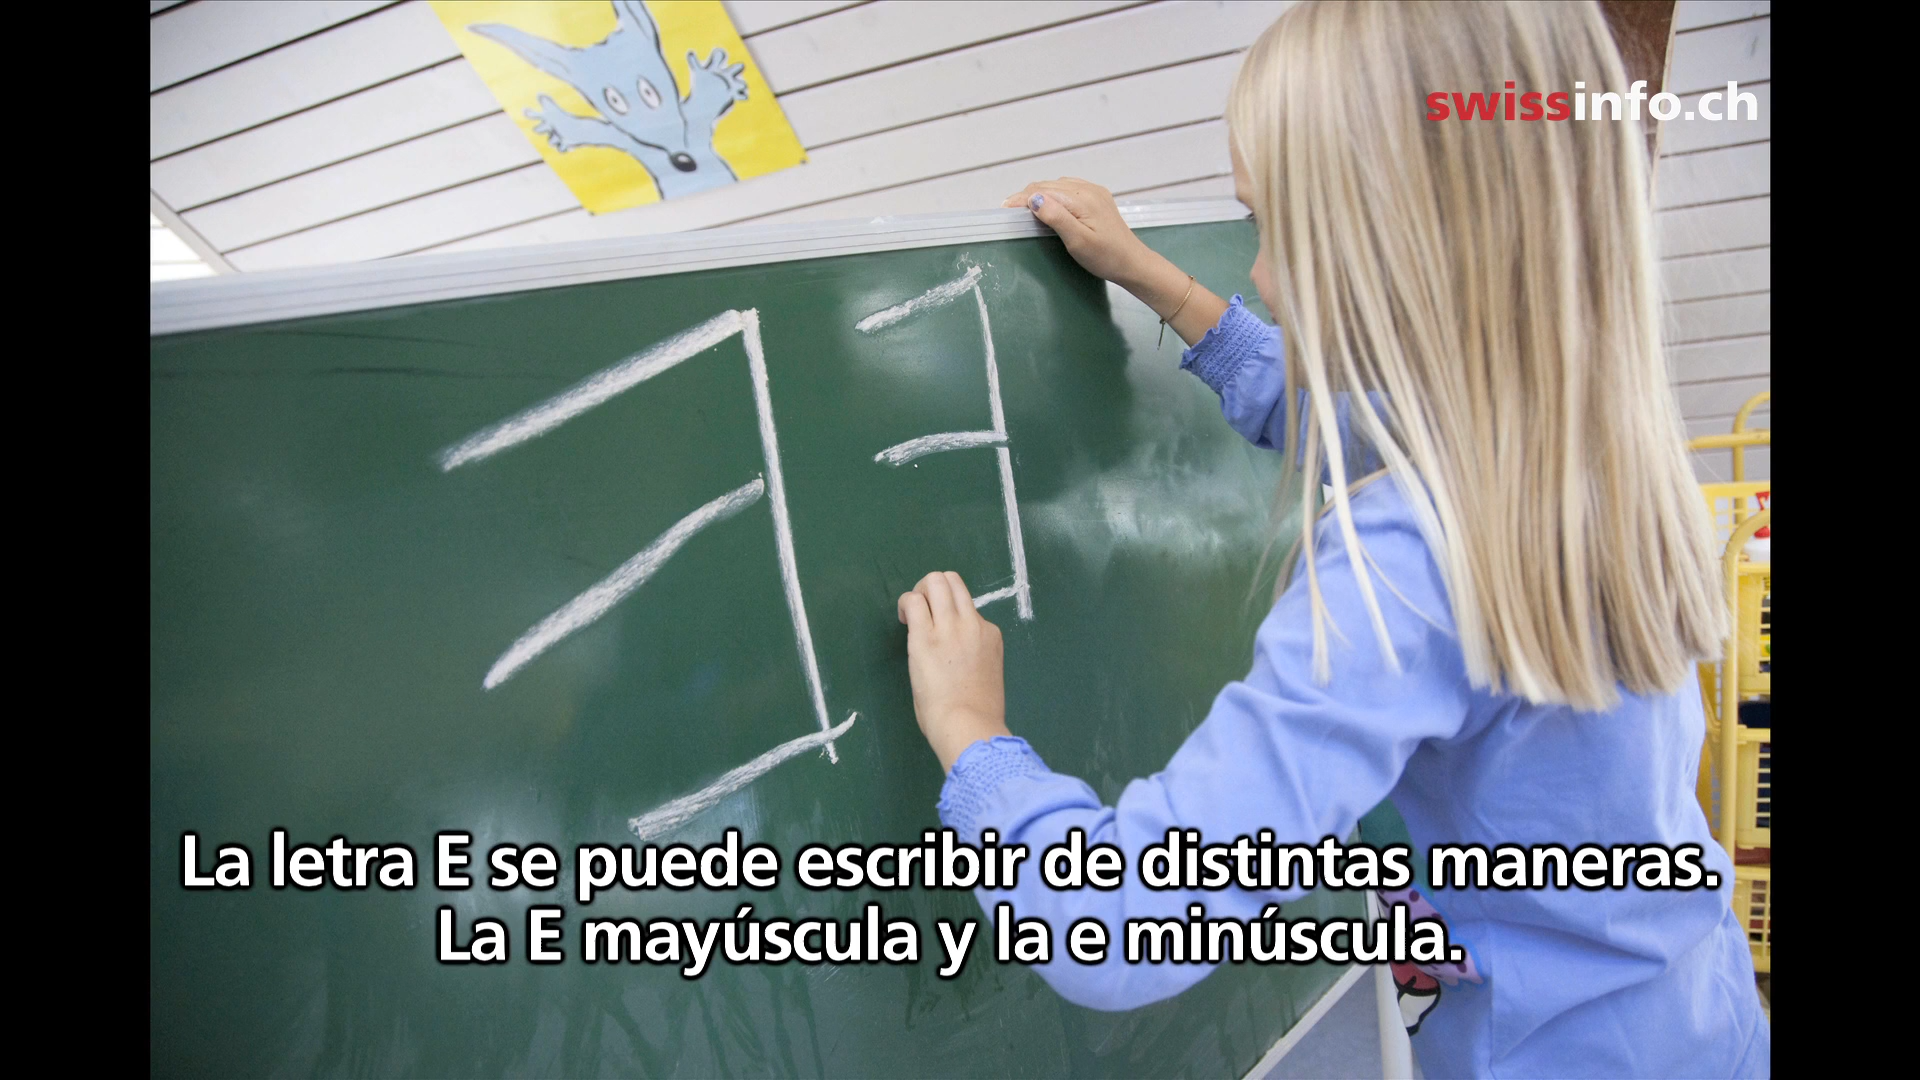 swissinfo.ch
E E
La letra E se puede escribir de distintas maneras.
La E mayúscula y la e minúscula.